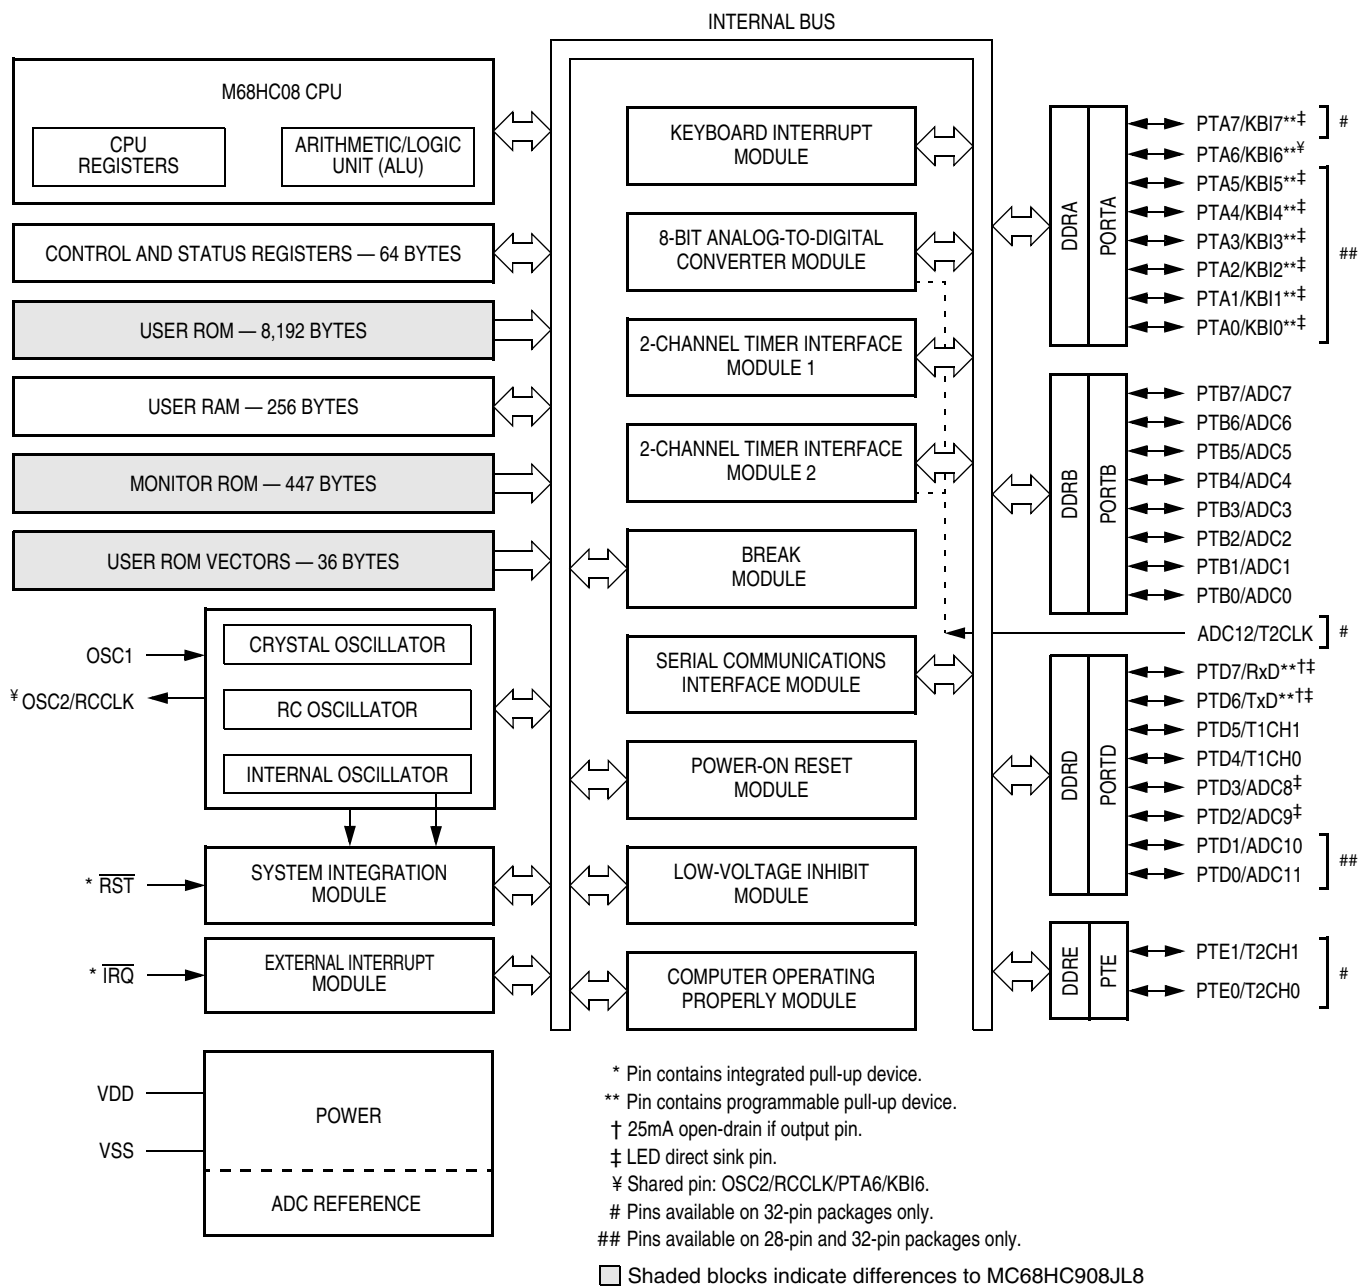 INTERNAL BUS
M68HC08 CPU
CPU
REGISTERS
ARITHMETIC/LOGIC
UNIT (ALU)
CONTROL AND STATUS REGISTERS — 64 BYTES
USER ROM — 8,192 BYTES
USER RAM — 256 BYTES
MONITOR ROM — 447 BYTES
USER ROM VECTORS — 36 BYTES
OSC1
¥ OSC2/RCCLK
CRYSTAL OSCILLATOR
RC OSCILLATOR
INTERNAL OSCILLATOR
* RST
SYSTEM INTEGRATION
MODULE
* IRQ
EXTERNAL INTERRUPT
MODULE
VDD
VSS
POWER
ADC REFERENCE
KEYBOARD INTERRUPT
MODULE
8-BIT ANALOG-TO-DIGITAL
CONVERTER MODULE
2-CHANNEL TIMER INTERFACE
MODULE 1
2-CHANNEL TIMER INTERFACE
MODULE 2
BREAK
MODULE
SERIAL COMMUNICATIONS
INTERFACE MODULE
POWER-ON RESET
MODULE
LOW-VOLTAGE INHIBIT
MODULE
COMPUTER OPERATING
PROPERLY MODULE
DDRA
PORTA
PTA7/KBI7**‡
#
PTA6/KBI6**¥
PTA5/KBI5**‡
PTA4/KBI4**‡
PTA3/KBI3**‡
##
PTA2/KBI2**‡
PTA1/KBI1**‡
PTA0/KBI0**‡
DDRB
PORTB
PTB7/ADC7
PTB6/ADC6
PTB5/ADC5
PTB4/ADC4
PTB3/ADC3
PTB2/ADC2
PTB1/ADC1
PTB0/ADC0
ADC12/T2CLK
#
DDRD
PORTD
PTD7/RxD**†‡
PTD6/TxD**†‡
PTD5/T1CH1
PTD4/T1CH0
PTD3/ADC8‡
PTD2/ADC9‡
PTD1/ADC10
##
PTD0/ADC11
DDRE
PTE
PTE1/T2CH1
#
PTE0/T2CH0
* Pin contains integrated pull-up device.
** Pin contains programmable pull-up device.
† 25mA open-drain if output pin.
‡ LED direct sink pin.
¥ Shared pin: OSC2/RCCLK/PTA6/KBI6.
# Pins available on 32-pin packages only.
## Pins available on 28-pin and 32-pin packages only.
Shaded blocks indicate differences to MC68HC908JL8